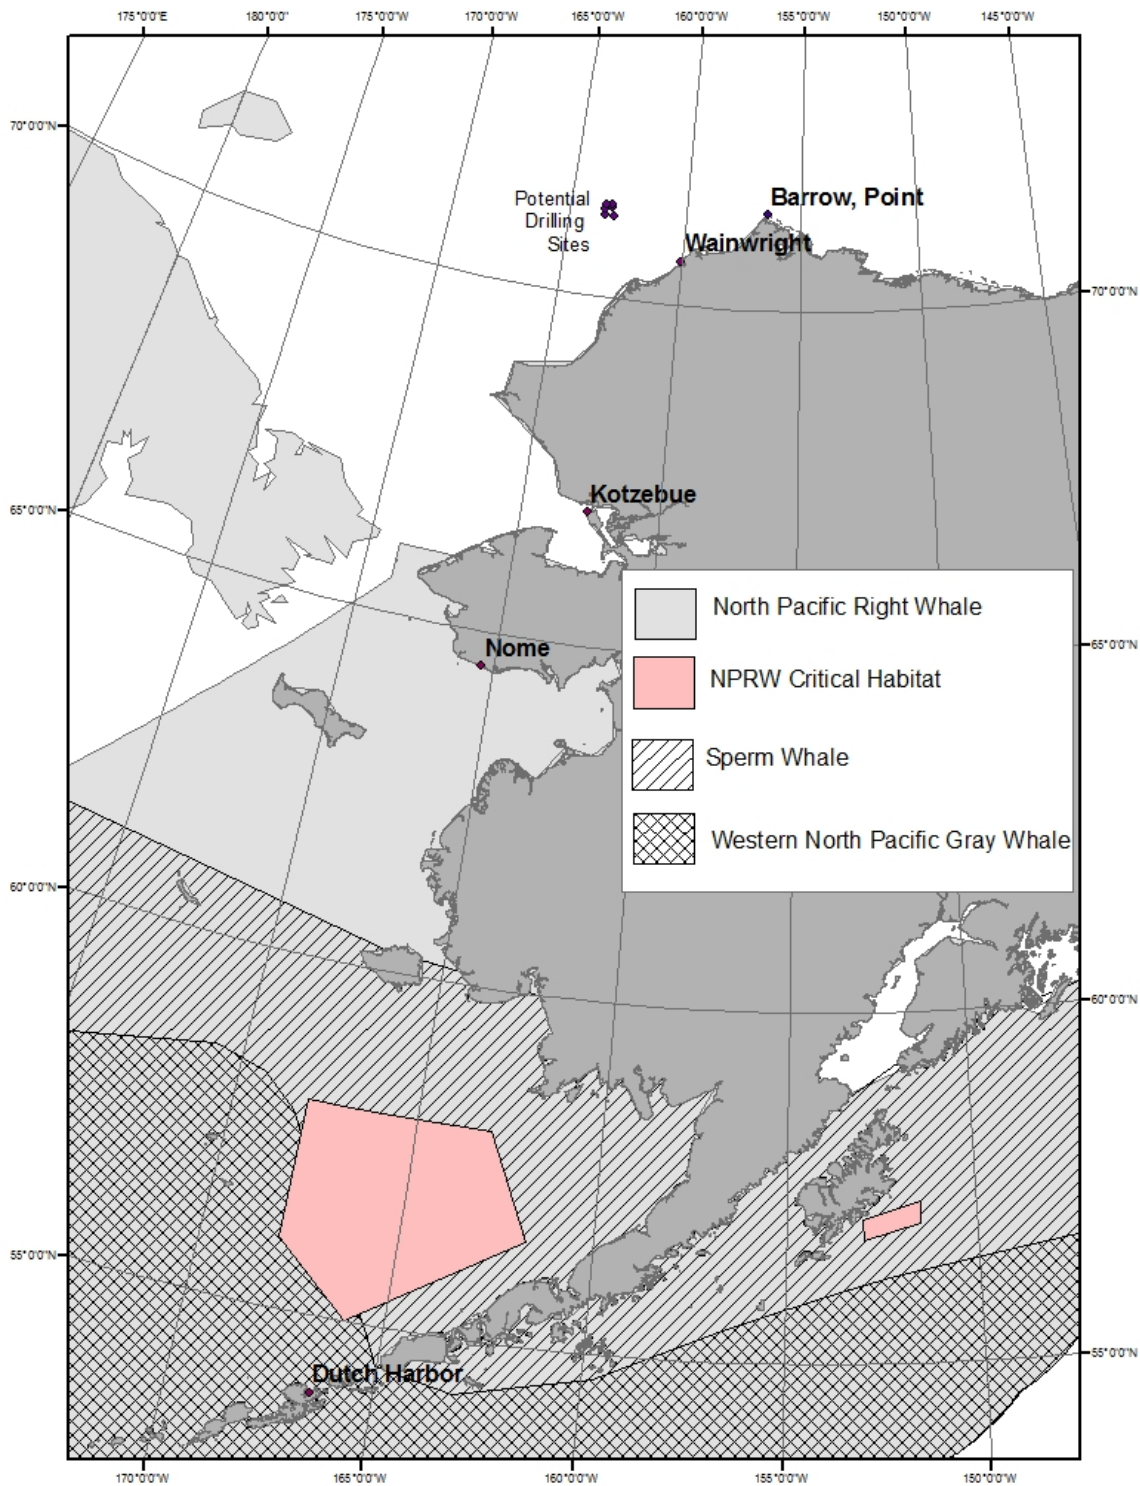 175°0'0"E 180°0'0" 175°0'0"W 170°0'0"W 165°0'0"W 160°0'0"W 155°0'0"W 150°0'0"W 145°0'0"W
70°0'0"N
Potential
Drilling
Sites
Barrow, Point
Wainwright
70°0'0"N
Kotzebue
65°0'0"N
North Pacific Right Whale
Nome
65°0'0"N
NPRW Critical Habitat
Sperm Whale
Western North Pacific Gray Whale
60°0'0"N
60°0'0"N
55°0'0"N
55°0'0"N
Dutch Harbor
170°0'0"W 165°0'0"W 160°0'0"W 155°0'0"W 150°0'0"W